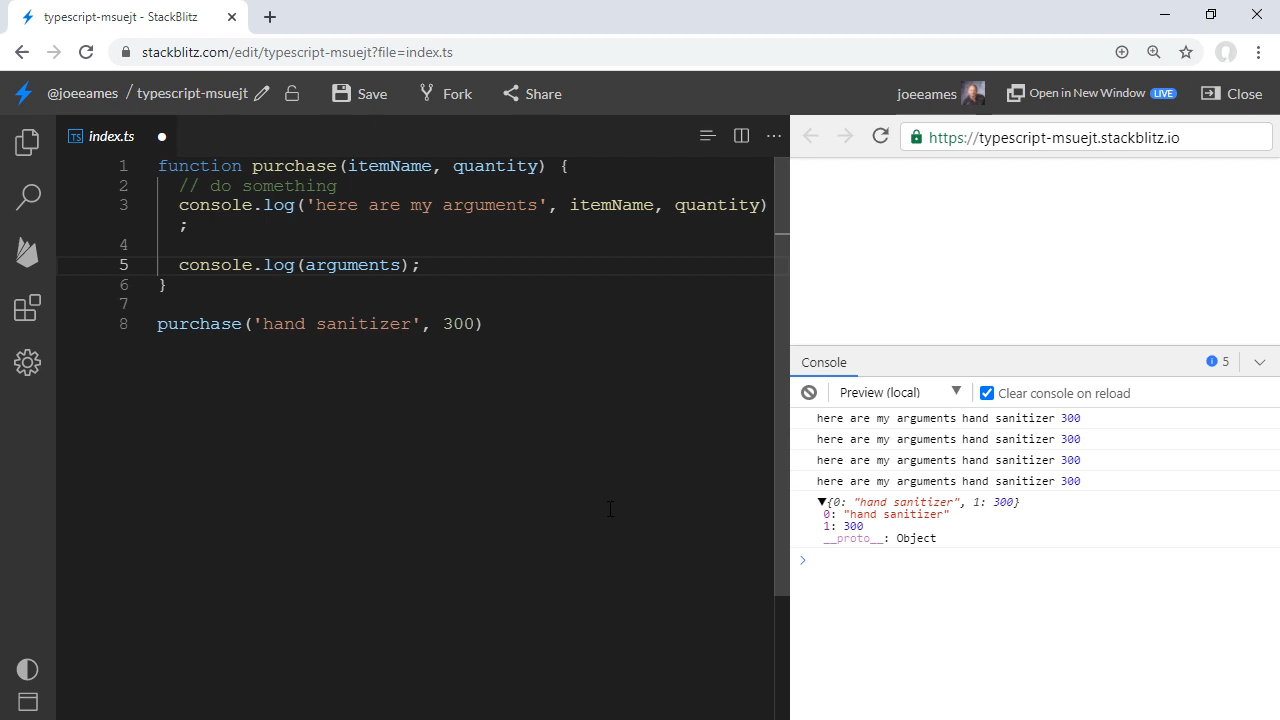 typescript-msuejt - StackBlitz
stackblitz.com/edit/typescript-msuejt?file=index.ts
@joeeames / typescript-msuejt Save Fork Share joeeames Open in New Window LIVE Close
TS index.ts
https://typescript-msuejt.stackblitz.io
1 function purchase(itemName, quantity) {
2 // do something
3 console.log('here are my arguments', itemName, quantity)
;
4
5 console.log(arguments);
6 }
7
8 purchase('hand sanitizer', 300)
Console 5
Preview (local) Clear console on reload
here are my arguments hand sanitizer 300
here are my arguments hand sanitizer 300
here are my arguments hand sanitizer 300
here are my arguments hand sanitizer 300
{0: "hand sanitizer", 1: 300}
0: "hand sanitizer"
1: 300
__proto__: Object